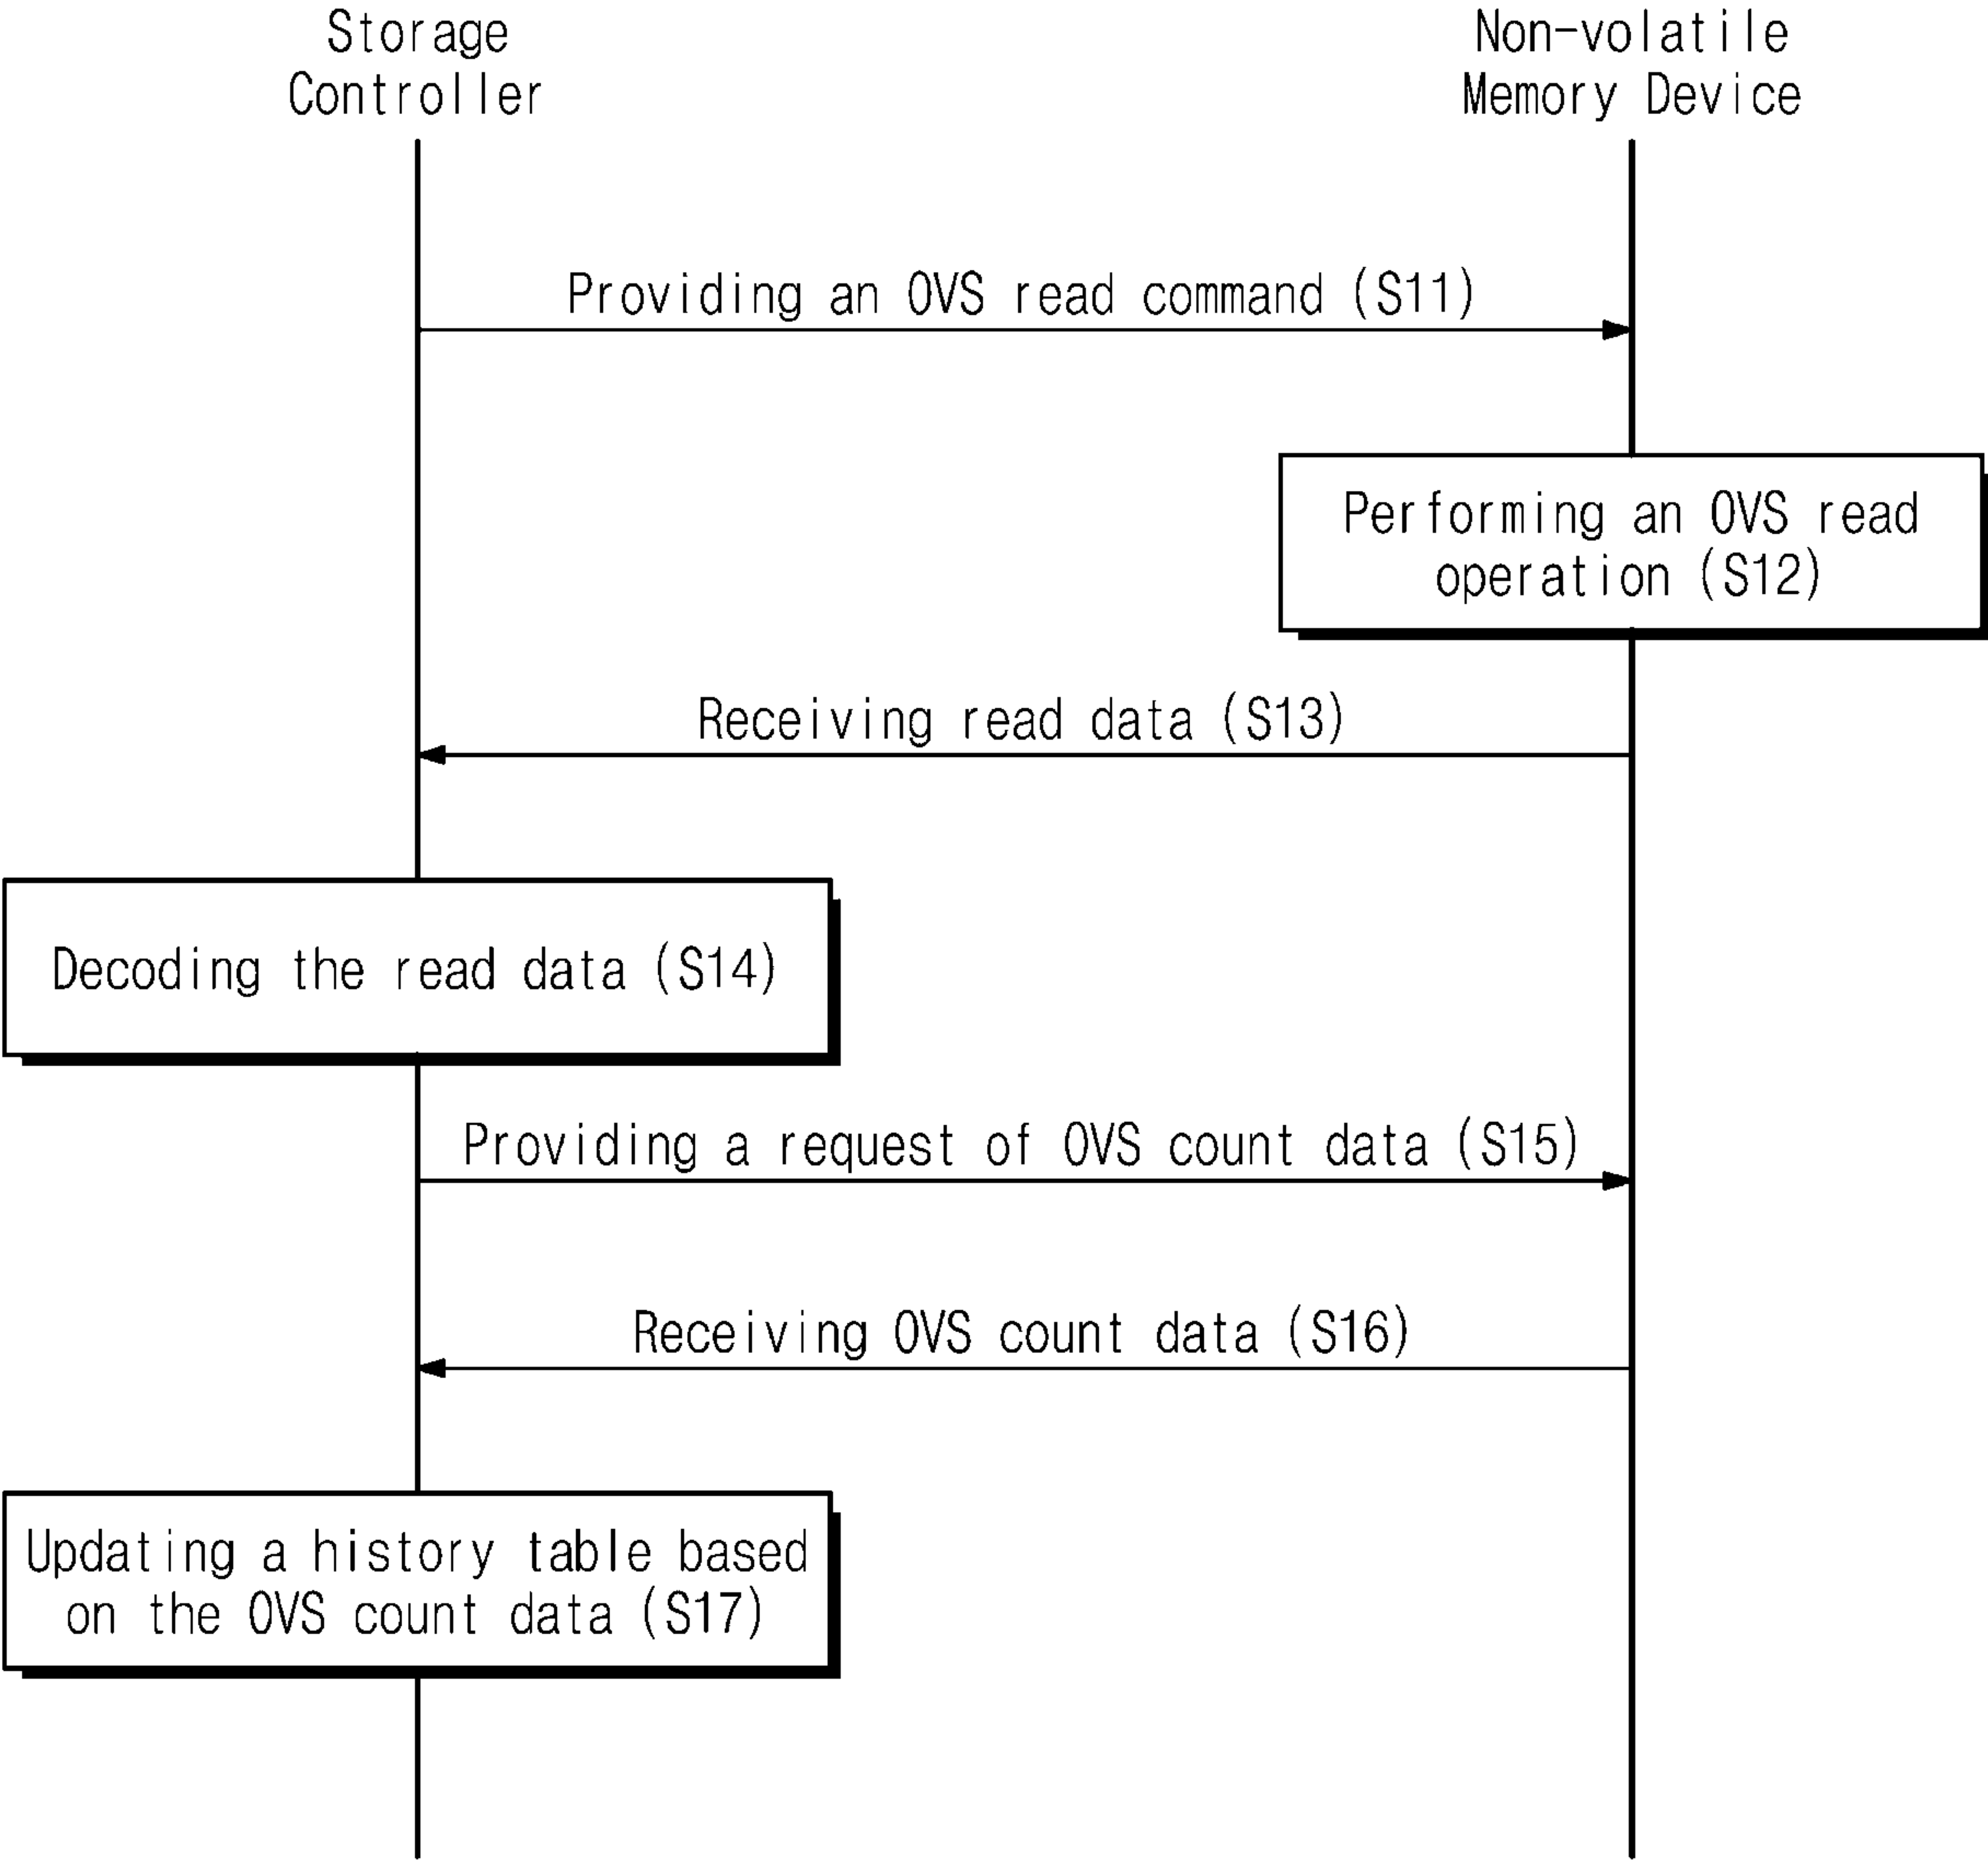 Storage
Controller
Non-volatile
Memory Device
Providing an OVS read command (S11)
Performing an OVS read
operation (S12)
Receiving read data (S13)
Decoding the read data (S14)
Providing a request of OVS count data (S15)
Receiving OVS count data (S16)
Updating a history table based
on the OVS count data (S17)